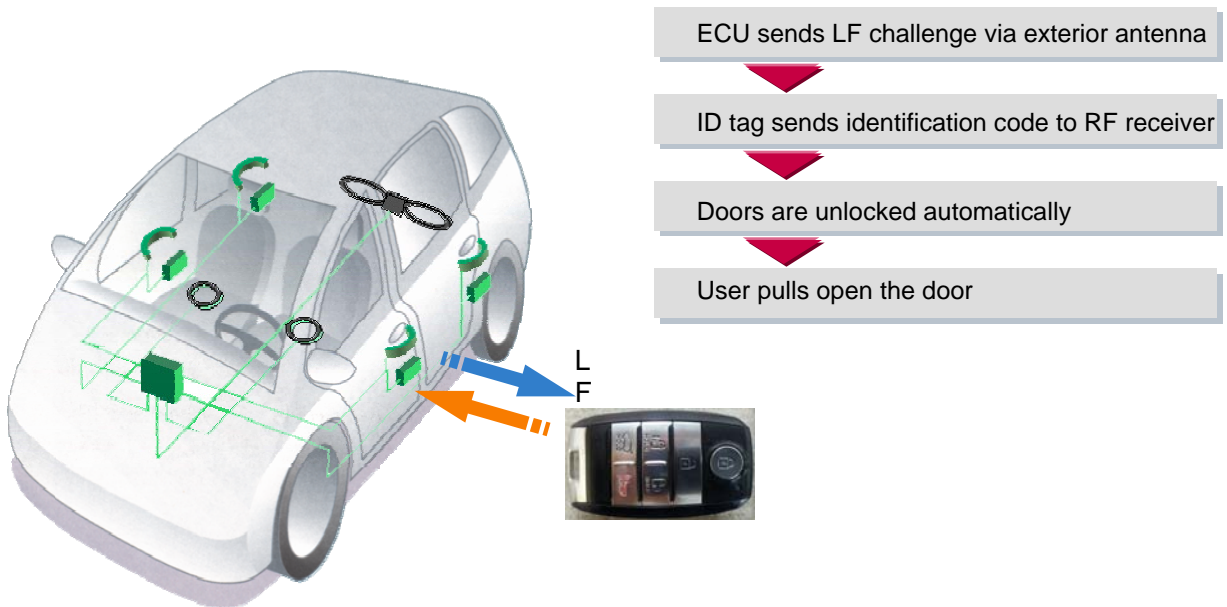 ECU sends LF challenge via exterior antenna
ID tag sends identification code to RF receiver
Doors are unlocked automatically
User pulls open the door
L
F